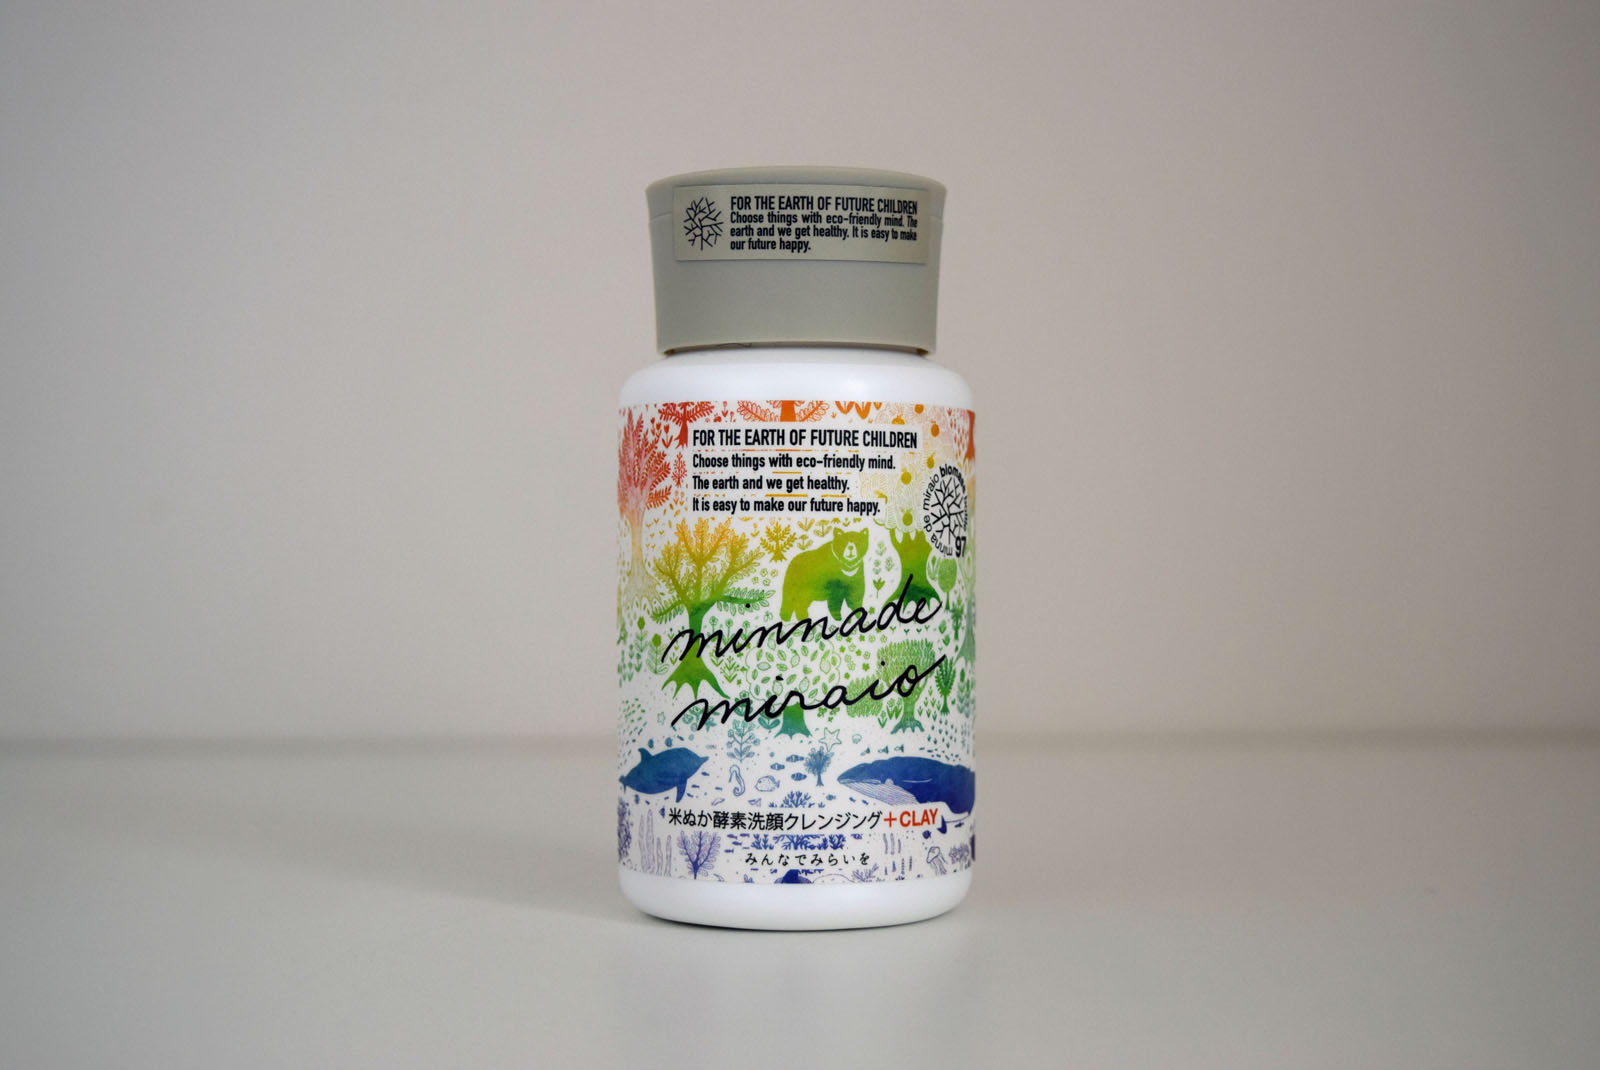 FOR THE EARTH OF FUTURE CHILDREN
Choose things with eco-friendly mind. The
earth and we get healthy. It is easy to make
our future happy.
FOR THE EARTH OF FUTURE CHILDREN
Choose things with eco-friendly mind.
The earth and we get healthy.
It is easy to make our future happy.
minna de miraio
97
minnade
miraio
米ぬか酵素洗顔クレンジング+CLAY
みんなでみらいを